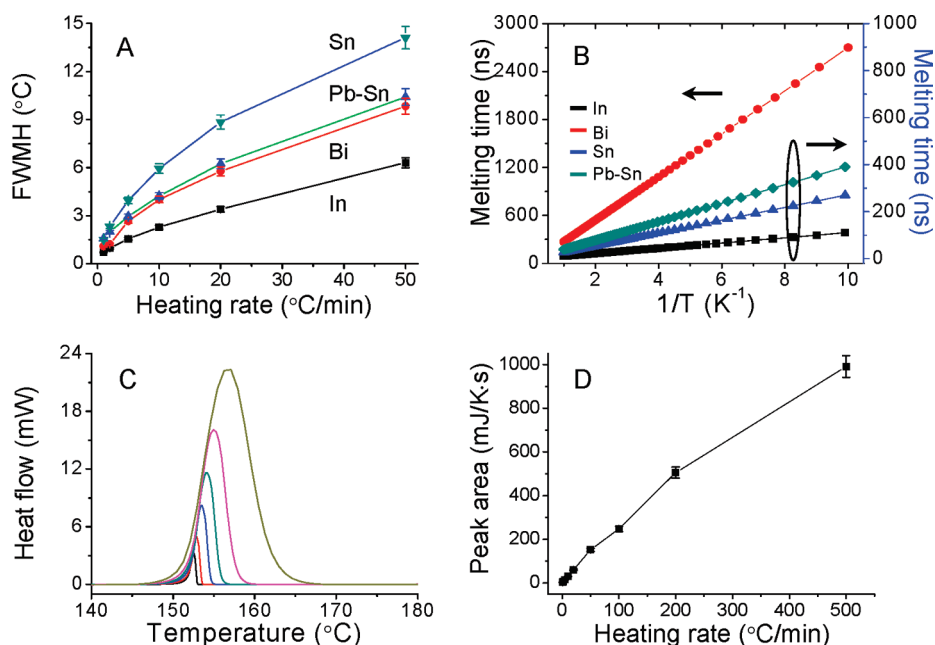 A
Sn
Pb-Sn
Bi
In
FWMH (°C)
15
12
9
6
3
0
0 10 20 30 40 50
Heating rate (°C/min)
B
In
Bi
Sn
Pb-Sn
Melting time (ns)
3000
2400
1800
1200
600
0
2 4 6 8 10
1/T (K⁻¹)
1000
800
600
400
200
0
Melting time
(ns)
C
Heat flow (mW)
24
18
12
6
0
140 150 160 170 180
Temperature (°C)
D
Peak area (mJ/K·s)
1000
800
600
400
200
0
0 100 200 300 400 500
Heating rate (°C/min)